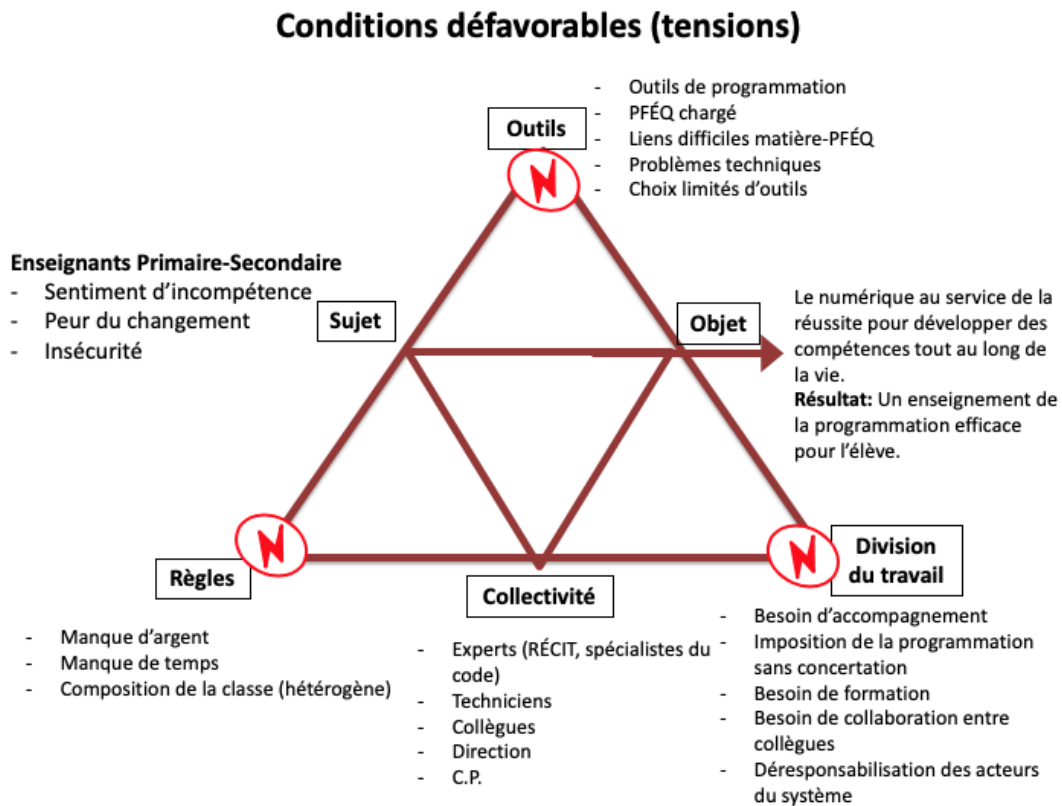 Conditions défavorables (tensions)
Outils
- Outils de programmation
- PFÉQ chargé
- Liens difficiles matière-PFÉQ
- Problèmes techniques
- Choix limités d'outils
Enseignants Primaire-Secondaire
- Sentiment d'incompétence
- Peur du changement
- Insécurité
Sujet
Objet
Le numérique au service de la
réussite pour développer des
compétences tout au long de
la vie.
Résultat: Un enseignement de
la programmation efficace
pour l'élève.
Règles
- Manque d'argent
- Manque de temps
- Composition de la classe (hétérogène)
Collectivité
- Experts (RÉCIT, spécialistes du
code)
- Techniciens
- Collègues
- Direction
- C.P.
Division
du travail
- Besoin d'accompagnement
- Imposition de la programmation
sans concertation
- Besoin de formation
- Besoin de collaboration entre
collègues
- Déresponsabilisation des acteurs
du système